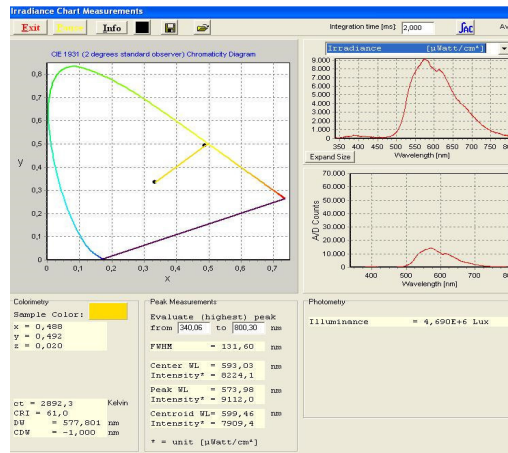 Irradiance Chart Measurements
Exit Info Integration time [ms]: 2,000 Av
CIE 1931 (2 degrees standard observer) Chromaticity Diagram
0,8
0,7
0,6
0,5
0,4
0,3
0,2
0,1
0
y
0 0,1 0,2 0,3 0,4 0,5 0,6 0,7
x
Irradiance [µWatt/cm²]
9.000
8.000
7.000
6.000
5.000
4.000
3.000
2.000
1.000
0
350 400 450 500 550 600 650 700 750 80
Expand Size Wavelength [nm]
70.000
60.000
50.000
40.000
30.000
20.000
10.000
0
A/D Counts
400 500 600 700 80
Wavelength [nm]
Colorimetry
Sample Color:
x = 0,488
y = 0,492
z = 0,020
ct = 2892,3 Kelvin
CRI = 61,0
DW = 577,801 nm
CDW = -1,000 nm
Peak Measurements
Evaluate (highest) peak
from 340,06 to 800,30 nm
FWHM = 131,60 nm
Center WL = 593,03 nm
Intensity* = 8224,1
Peak WL = 573,98 nm
Intensity* = 9112,0
Centroid WL= 599,46 nm
Intensity* = 7909,4
* = unit [µWatt/cm²]
Photometry
Illuminance = 4,690E+6 Lux